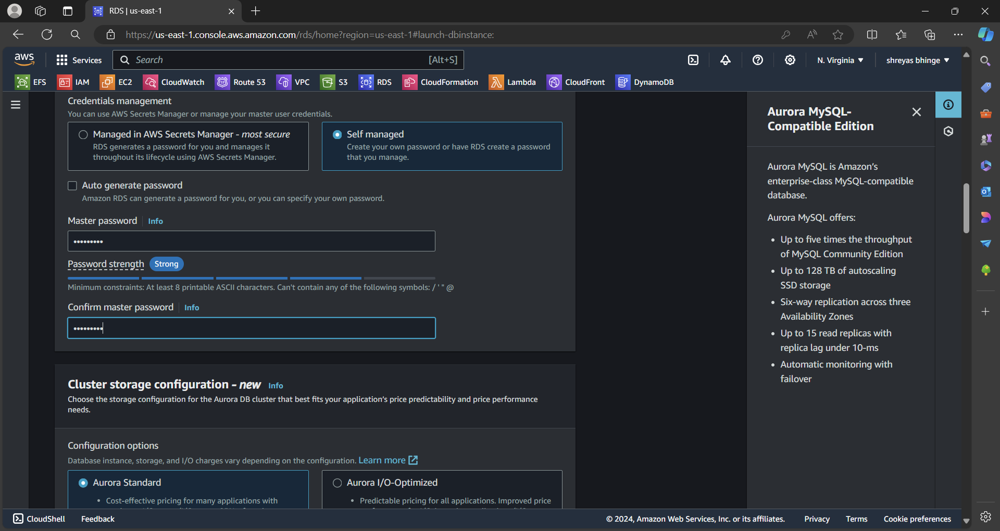 RDS | us-east-1
https://us-east-1.console.aws.amazon.com/rds/home?region=us-east-1#launch-dbinstance:
aws
Services
Search
[Alt+S]
N. Virginia
shreyas bhinge
EFS
IAM
EC2
CloudWatch
Route 53
VPC
S3
RDS
CloudFormation
Lambda
CloudFront
DynamoDB
Credentials management
You can use AWS Secrets Manager or manage your master user credentials.
Managed in AWS Secrets Manager - most secure
RDS generates a password for you and manages it
throughout its lifecycle using AWS Secrets Manager.
Self managed
Create your own password or have RDS create a password
that you manage.
Auto generate password
Amazon RDS can generate a password for you, or you can specify your own password.
Master password
Info
•••••••••
Password strength
Strong
Minimum constraints: At least 8 printable ASCII characters. Can't contain any of the following symbols: / ' " @
Confirm master password
Info
•••••••••
Cluster storage configuration - new
Info
Choose the storage configuration for the Aurora DB cluster that best fits your application's price predictability and price performance
needs.
Configuration options
Database instance, storage, and I/O charges vary depending on the configuration. Learn more
Aurora Standard
• Cost-effective pricing for many applications with
Aurora I/O-Optimized
• Predictable pricing for all applications. Improved price
Aurora MySQL-
Compatible Edition
Aurora MySQL is Amazon's
enterprise-class MySQL-compatible
database.
Aurora MySQL offers:
• Up to five times the throughput
of MySQL Community Edition
• Up to 128 TB of autoscaling
SSD storage
• Six-way replication across three
Availability Zones
• Up to 15 read replicas with
replica lag under 10-ms
• Automatic monitoring with
failover
CloudShell
Feedback
© 2024, Amazon Web Services, Inc. or its affiliates.
Privacy
Terms
Cookie preferences